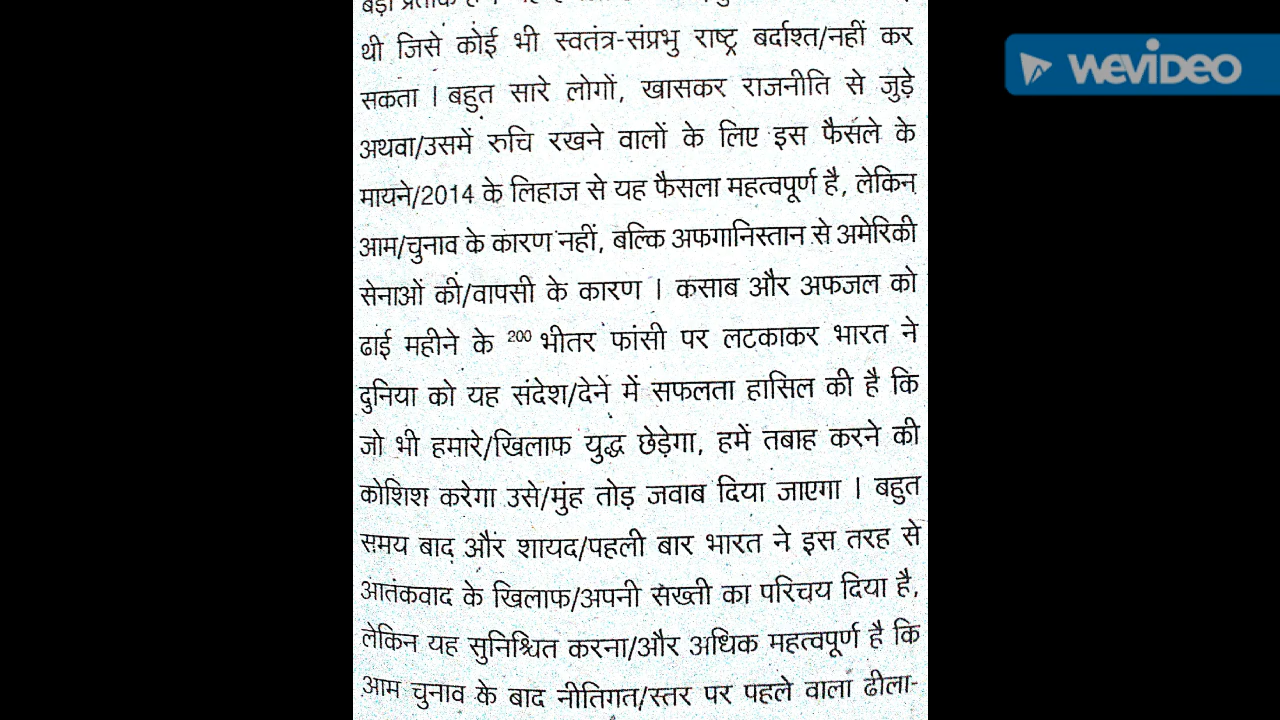 थी जिसे कोई भी स्वतंत्र-संप्रभु राष्ट्र बर्दाश्त/नहीं कर
सकता । बहुत सारे लोगों, खासकर राजनीति से जुड़े
अथवा/उसमें रुचि रखने वालों के लिए इस फैसले के
मायने/2014 के लिहाज से यह फैसला महत्वपूर्ण है, लेकिन
आम/चुनाव के कारण नहीं, बल्कि अफगानिस्तान से अमेरिकी
सेनाओं की/वापसी के कारण । कसाब और अफजल को
ढाई महीने के 200 भीतर फांसी पर लटकाकर भारत ने
दुनिया को यह संदेश/देने में सफलता हासिल की है कि
जो भी हमारे/खिलाफ युद्ध छेड़ेगा, हमें तबाह करने की
कोशिश करेगा उसे/मुंह तोड़ जवाब दिया जाएगा । बहुत
समय बाद और शायद/पहली बार भारत ने इस तरह से
आतंकवाद के खिलाफ/अपनी सख्ती का परिचय दिया है,
लेकिन यह सुनिश्चित करना/और अधिक महत्वपूर्ण है कि
आम चुनाव के बाद नीतिगत/स्तर पर पहले वाला ढीला-
WEVIDEO